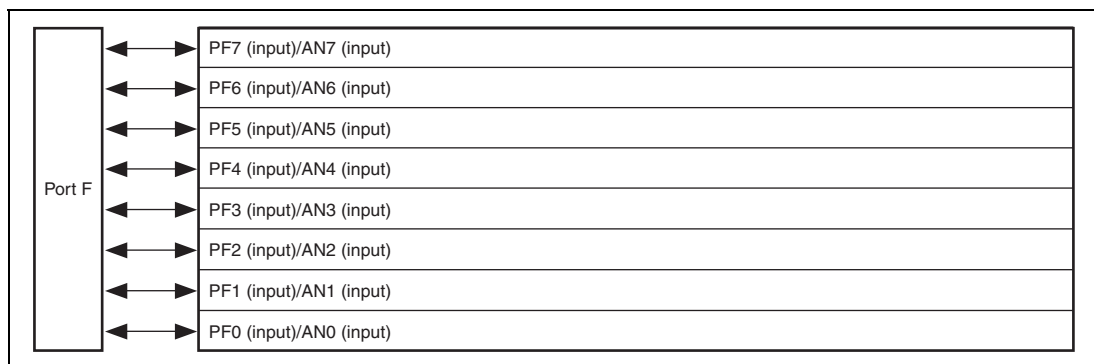 Port F
PF7 (input)/AN7 (input)
PF6 (input)/AN6 (input)
PF5 (input)/AN5 (input)
PF4 (input)/AN4 (input)
PF3 (input)/AN3 (input)
PF2 (input)/AN2 (input)
PF1 (input)/AN1 (input)
PF0 (input)/AN0 (input)